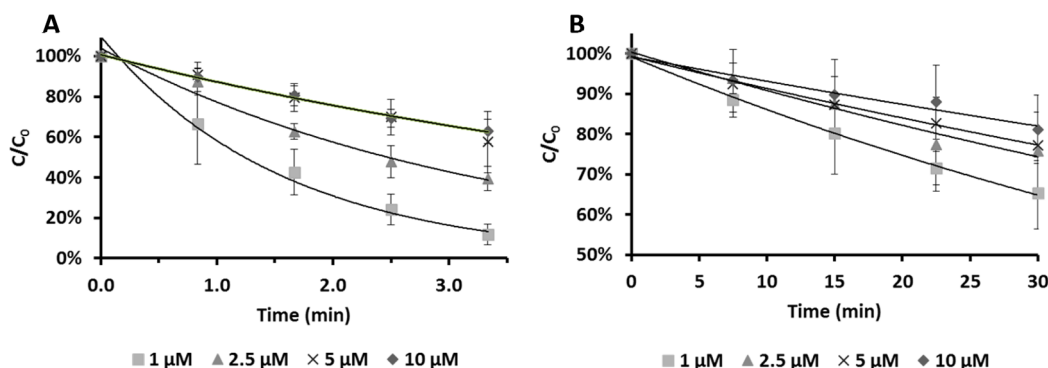 A
C/C0
100%
80%
60%
40%
20%
0%
0.0 1.0 2.0 3.0
Time (min)
■ 1 µM ▲ 2.5 µM ✕ 5 µM ◆ 10 µM
B
C/C0
100%
90%
80%
70%
60%
50%
0 5 10 15 20 25 30
Time (min)
■ 1 µM ▲ 2.5 µM ✕ 5 µM ◆ 10 µM